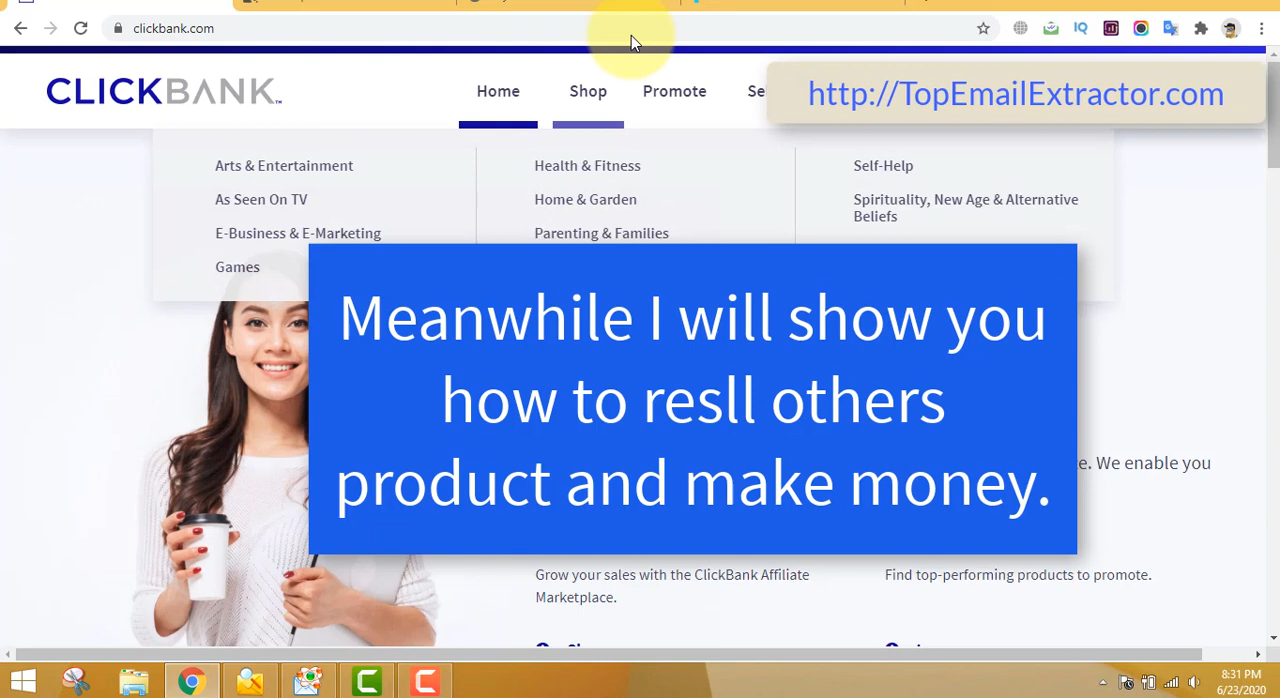 clickbank.com
CLICKBANK
Home
Shop
Promote
Se
http://TopEmailExtractor.com
Arts & Entertainment
As Seen On TV
E-Business & E-Marketing
Games
Health & Fitness
Home & Garden
Parenting & Families
Self-Help
Spirituality, New Age & Alternative
Beliefs
Meanwhile I will show you
how to resll others
product and make money.
e. We enable you
Grow your sales with the ClickBank Affiliate
Marketplace.
Find top-performing products to promote.
8:31 PM
6/23/2020